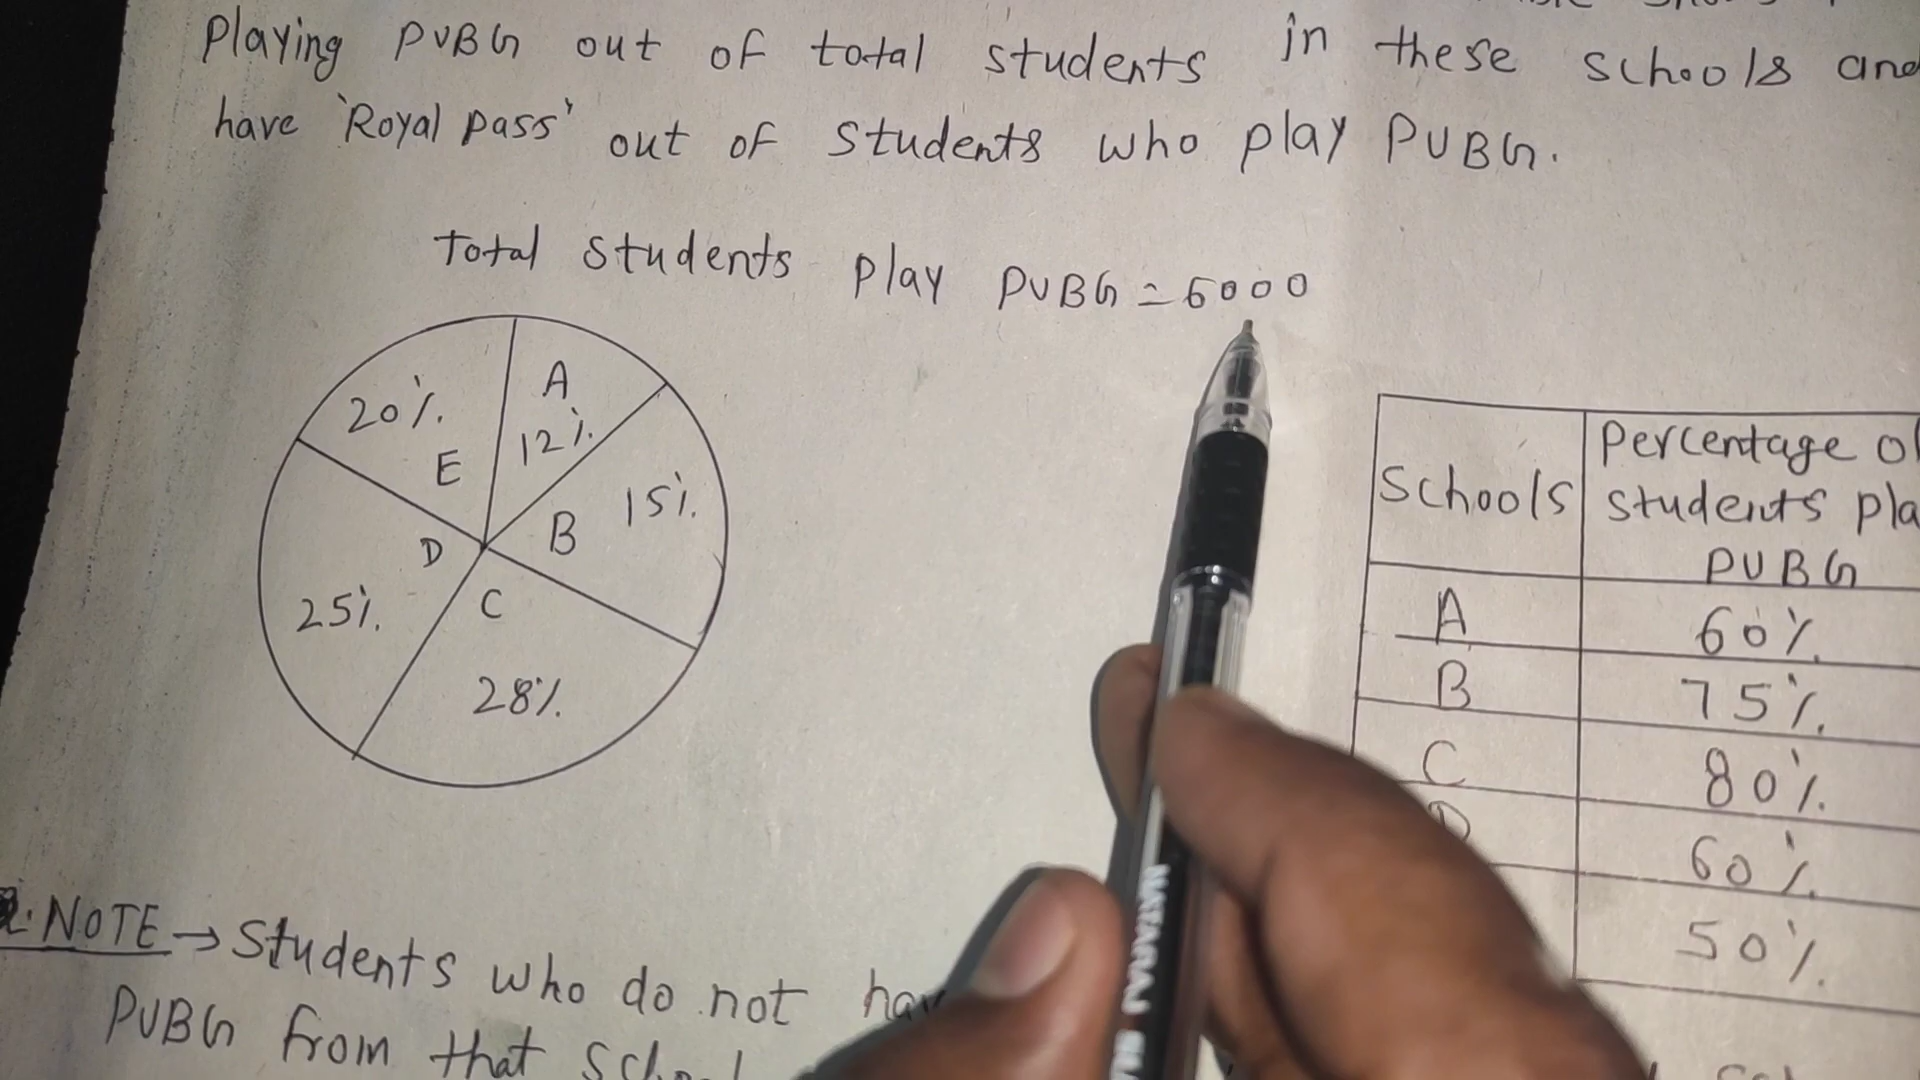 Playing PUBG out of total students in these schools and
have 'Royal pass' out of students who play PUBG.
Total students play PUBG = 6000
20%
E
A
12%
15%
B
D
25%
C
28%
Schools
Percentage
students
PUBG
A 60%
B 75%
C 80%
D 60%
50%
NOTE → Students who do not
PUBG from that